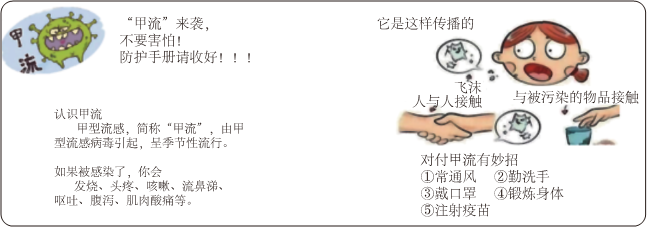 甲流
“甲流”来袭，
不要害怕！
防护手册请收好！！！
认识甲流
甲型流感，简称“甲流”，由甲
型流感病毒引起，呈季节性流行。
如果被感染了，你会
发烧、头疼、咳嗽、流鼻涕、
呕吐、腹泻、肌肉酸痛等。
它是这样传播的
飞沫
人与人接触
与被污染的物品接触
对付甲流有妙招
①常通风 ②勤洗手
③戴口罩 ④锻炼身体
⑤注射疫苗